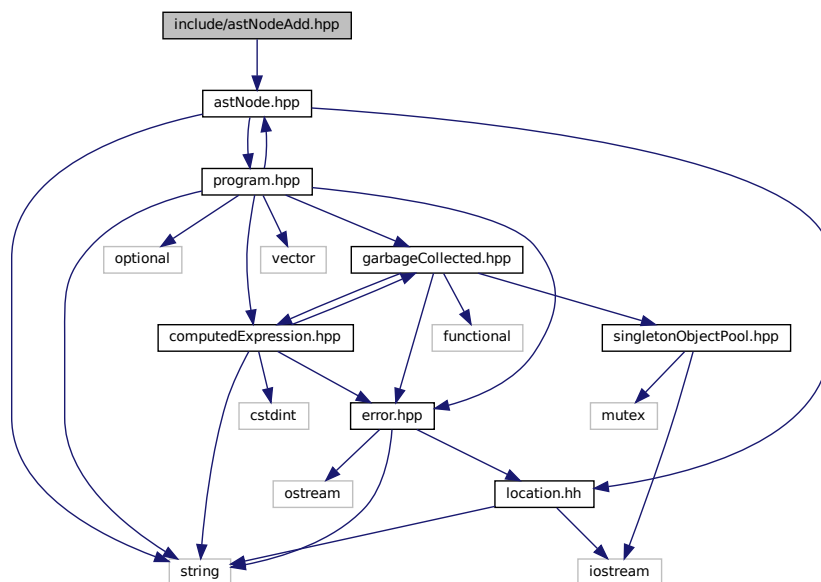 include/astNodeAdd.hpp
astNode.hpp
program.hpp
optional
vector
garbageCollected.hpp
computedExpression.hpp
functional
singletonObjectPool.hpp
cstdint
error.hpp
mutex
ostream
location.hh
string
iostream